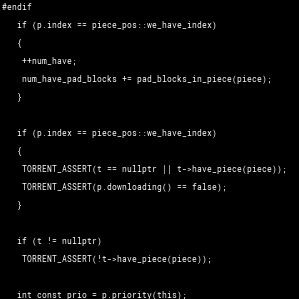 #endif
if (p.index == piece_pos::we_have_index)
{
++num_have;
num_have_pad_blocks += pad_blocks_in_piece(piece);
}
if (p.index == piece_pos::we_have_index)
{
TORRENT_ASSERT(t == nullptr || t->have_piece(piece));
TORRENT_ASSERT(p.downloading() == false);
}
if (t != nullptr)
TORRENT_ASSERT(!t->have_piece(piece));
int const prio = p.priority(this);